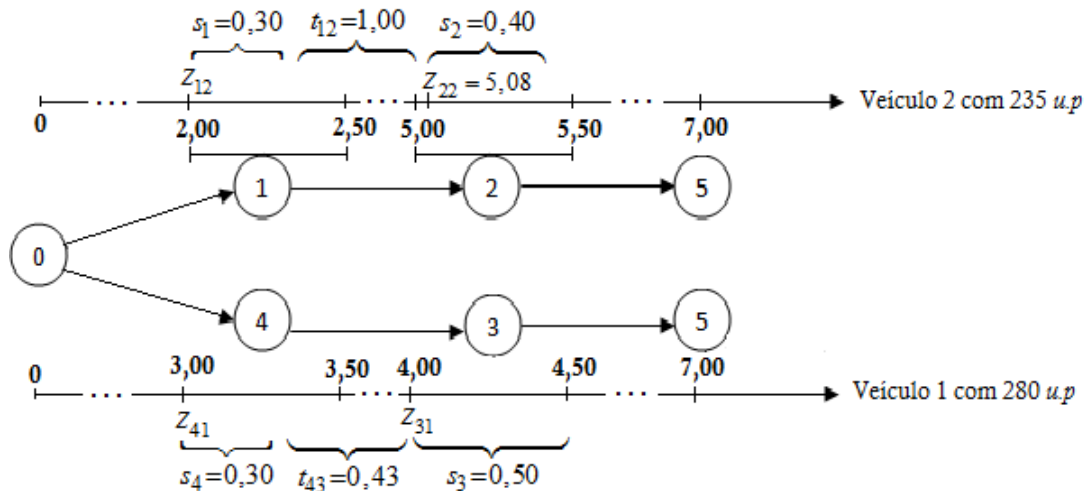 s₁=0,30 t₁₂=1,00 s₂=0,40
z₁₂ z₂₂ = 5,08
... ... ... Veículo 2 com 235 u.p
0 2,00 2,50 5,00 5,50 7,00
1 2 5
0
4 3 5
0 3,00 3,50 4,00 4,50 7,00
... ... ... Veículo 1 com 280 u.p
z₄₁ z₃₁
s₄=0,30 t₄₃=0,43 s₃=0,50